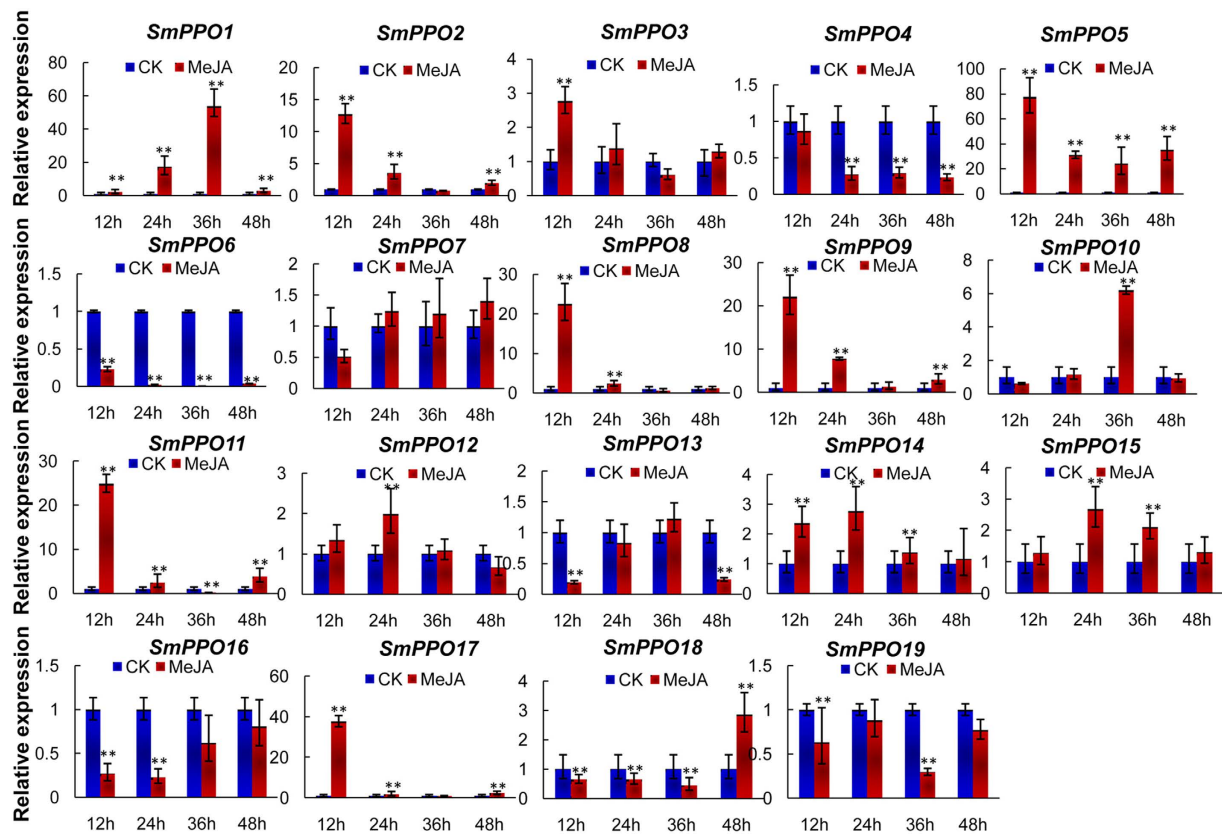 SmPPO1 SmPPO2 SmPPO3 SmPPO4 SmPPO5
Relative expression
80 60 40 20 0
CK MeJA
** ** ** **
12h 24h 36h 48h
20 15 10 5 0
CK MeJA
** ** **
12h 24h 36h 48h
4 3 2 1 0
CK MeJA
**
12h 24h 36h 48h
1.5 1 0.5 0
CK MeJA
** ** **
12h 24h 36h 48h
100 80 60 40 20 0
CK MeJA
** ** ** **
12h 24h 36h 48h
SmPPO6 SmPPO7 SmPPO8 SmPPO9 SmPPO10
Relative expression
1.5 1 0.5 0
CK MeJA
** ** ** **
12h 24h 36h 48h
2 1.5 1 0.5 0
CK MeJA
12h 24h 36h 48h
30 20 10 0
CK MeJA
** **
12h 24h 36h 48h
30 20 10 0
CK MeJA
** ** **
12h 24h 36h 48h
8 6 4 2 0
CK MeJA
**
12h 24h 36h 48h
SmPPO11 SmPPO12 SmPPO13 SmPPO14 SmPPO15
Relative expression
30 20 10 0
CK MeJA
** ** ** **
12h 24h 36h 48h
3 2 1 0
CK MeJA
**
12h 24h 36h 48h
2 1.5 1 0.5 0
CK MeJA
** **
12h 24h 36h 48h
4 3 2 1 0
CK MeJA
** ** **
12h 24h 36h 48h
4 3 2 1 0
CK MeJA
** **
12h 24h 36h 48h
SmPPO16 SmPPO17 SmPPO18 SmPPO19
Relative expression
1.5 1 0.5 0
CK MeJA
** **
12h 24h 36h 48h
60 40 20 0
CK MeJA
** ** **
12h 24h 36h 48h
4 3 2 1 0
CK MeJA
** ** ** **
12h 24h 36h 48h
1.5 1 0.5 0
CK MeJA
** **
12h 24h 36h 48h